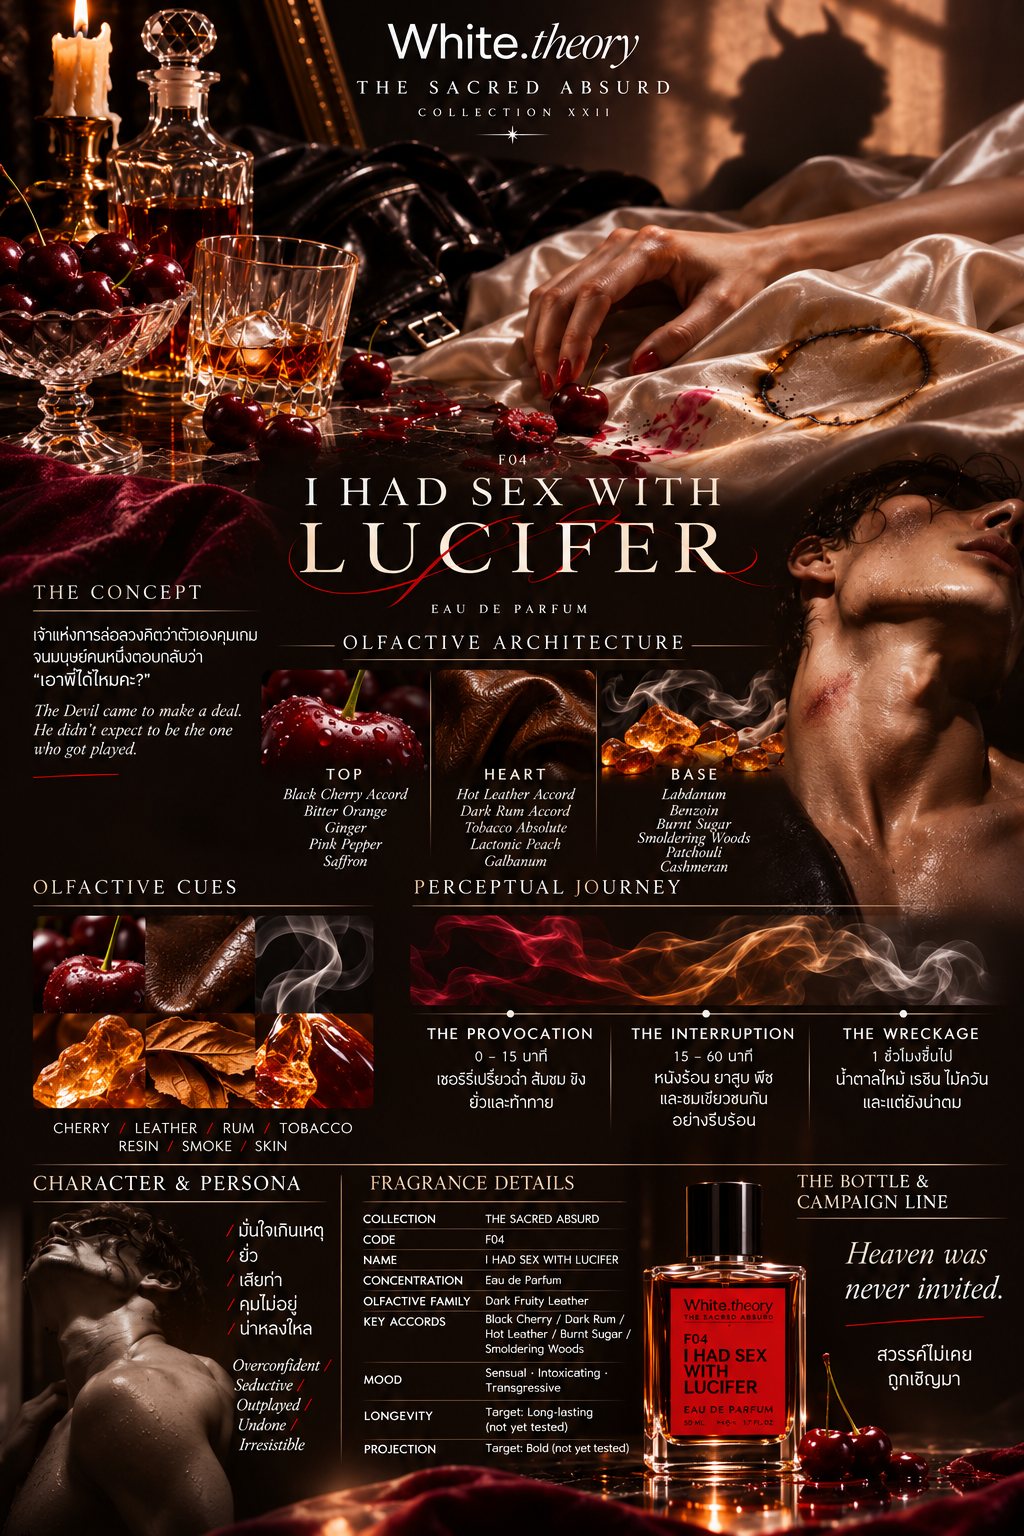 White.theory
THE SACRED ABSURD
COLLECTION XXII
F04
I HAD SEX WITH
LUCIFER
EAU DE PARFUM
THE CONCEPT
เจ้าแห่งการล่อลวงคิดว่าตัวเองคุมเกม
จนมนุษย์คนหนึ่งตอบกลับว่า
“เอาพี่ได้ไหมคะ?”
The Devil came to make a deal.
He didn't expect to be the one
who got played.
OLFACTIVE ARCHITECTURE
TOP
Black Cherry Accord
Bitter Orange
Ginger
Pink Pepper
Saffron
HEART
Hot Leather Accord
Dark Rum Accord
Tobacco Absolute
Lactonic Peach
Galbanum
BASE
Labdanum
Benzoin
Burnt Sugar
Smoldering Woods
Patchouli
Cashmeran
OLFACTIVE CUES
CHERRY / LEATHER / RUM / TOBACCO
RESIN / SMOKE / SKIN
PERCEPTUAL JOURNEY
THE PROVOCATION
0 – 15 นาที
เชอร์รี่เปรี้ยวฉ่ำ ส้มขม ขิง
ยั่วและท้าทาย
THE INTERRUPTION
15 – 60 นาที
หนังร้อน ยาสูบ พีช
และขมเขียวชนกัน
อย่างรีบร้อน
THE WRECKAGE
1 ชั่วโมงขึ้นไป
น้ำตาลไหม้ เรซิน ไม้ควัน
และแต่ยังน่าดม
CHARACTER & PERSONA
/ มั่นใจเกินเหตุ
/ ยั่ว
/ เสียท่า
/ คุมไม่อยู่
/ น่าหลงใหล
Overconfident /
Seductive /
Outplayed /
Undone /
Irresistible
FRAGRANCE DETAILS
COLLECTION THE SACRED ABSURD
CODE F04
NAME I HAD SEX WITH LUCIFER
CONCENTRATION Eau de Parfum
OLFACTIVE FAMILY Dark Fruity Leather
KEY ACCORDS Black Cherry / Dark Rum /
Hot Leather / Burnt Sugar /
Smoldering Woods
MOOD Sensual · Intoxicating ·
Transgressive
LONGEVITY Target: Long-lasting
(not yet tested)
PROJECTION Target: Bold (not yet tested)
White.theory
THE SACRED ABSURD
F04
I HAD SEX
WITH
LUCIFER
EAU DE PARFUM
50 ML
1.7 FL.OZ
THE BOTTLE &
CAMPAIGN LINE
Heaven was
never invited.
สวรรค์ไม่เคย
ถูกเชิญมา